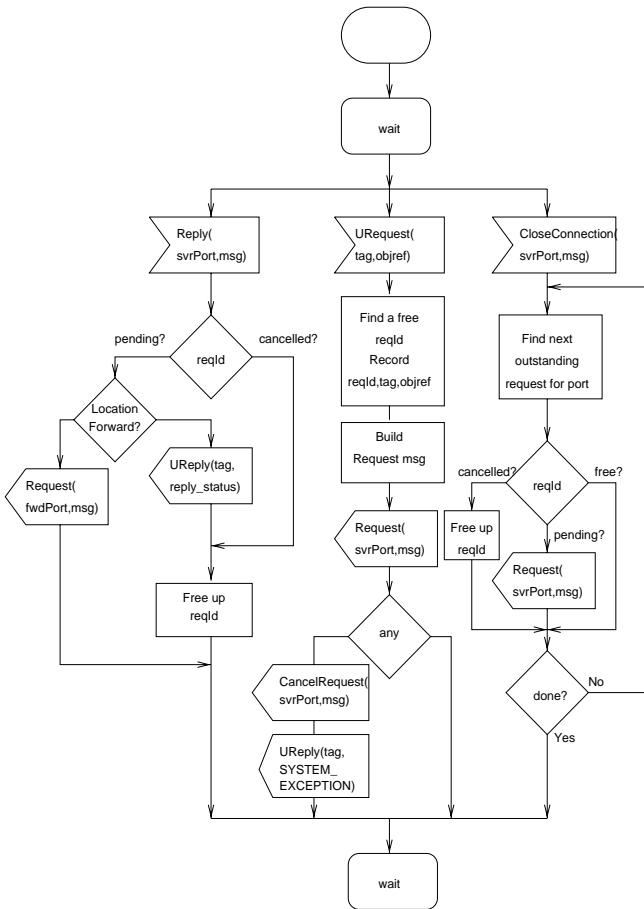 wait
Reply(
svrPort,msg)
URequest(
tag,objref)
CloseConnection(
svrPort,msg)
pending?
cancelled?
reqId
Location
Forward?
Request(
fwdPort,msg)
UReply(tag,
reply_status)
Free up
reqId
Find a free
reqId
Record
reqId,tag,objref
Build
Request msg
Request(
svrPort,msg)
any
CancelRequest(
svrPort,msg)
UReply(tag,
SYSTEM_
EXCEPTION)
Find next
outstanding
request for port
cancelled?
free?
reqId
pending?
Free up
reqId
Request(
svrPort,msg)
done?
No
Yes
wait